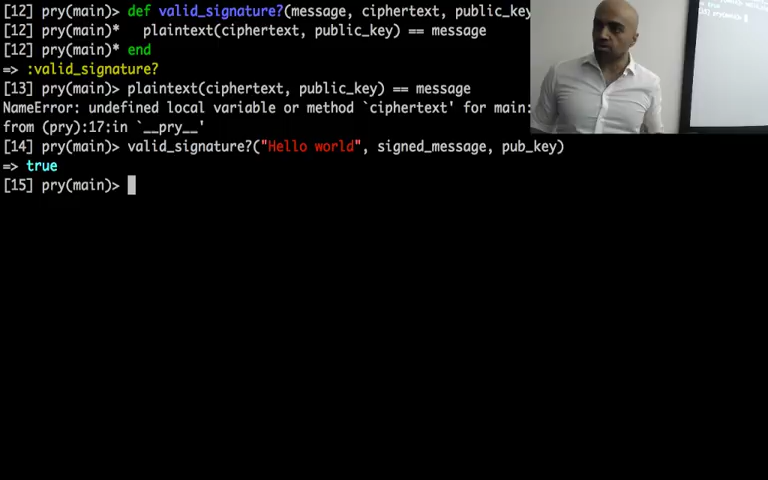 [12] pry(main)> def valid_signature?(message, ciphertext, public_key
[12] pry(main)*   plaintext(ciphertext, public_key) == message
[12] pry(main)* end
=> :valid_signature?
[13] pry(main)> plaintext(ciphertext, public_key) == message
NameError: undefined local variable or method `ciphertext' for main:
from (pry):17:in `__pry__'
[14] pry(main)> valid_signature?("Hello world", signed_message, pub_key)
=> true
[15] pry(main)>